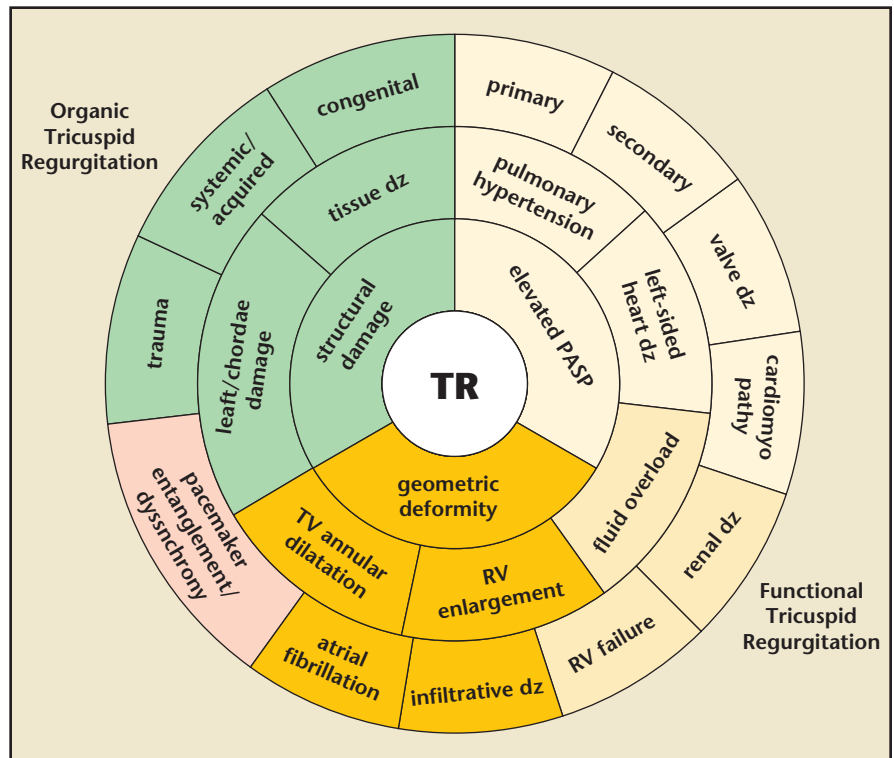 Organic
Tricuspid
Regurgitation
congenital
primary
secondary
systemic/
acquired
tissue dz
pulmonary
hypertension
valve dz
left-sided
heart dz
trauma
leaft/chordae
damage
structural
damage
elevated PASP
TR
cardiomyo
pathy
geometric
deformity
fluid overload
renal dz
pacemaker
entanglement/
dyssnchrony
TV annular
dilatation
RV
enlargement
RV failure
atrial
fibrillation
infiltrative dz
Functional
Tricuspid
Regurgitation